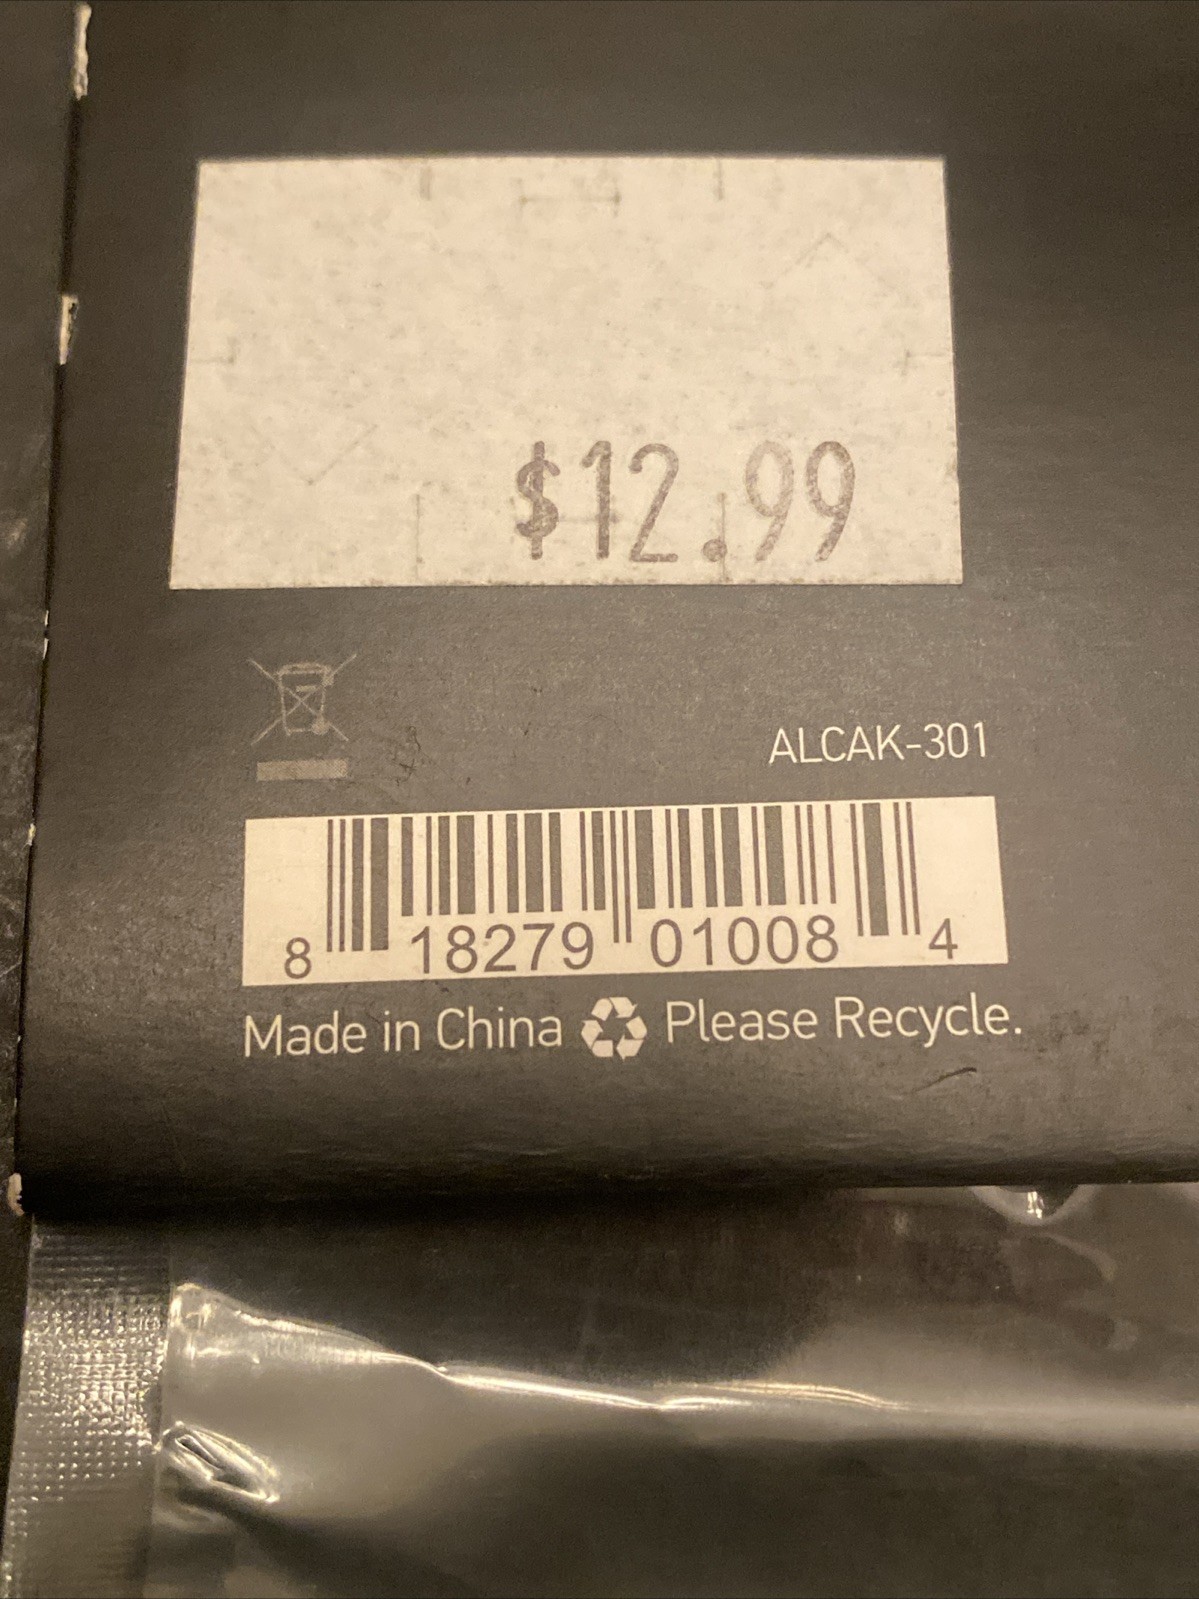 $12.99
ALCAK-301
8 18279 01008 4
Made in China Please Recycle.